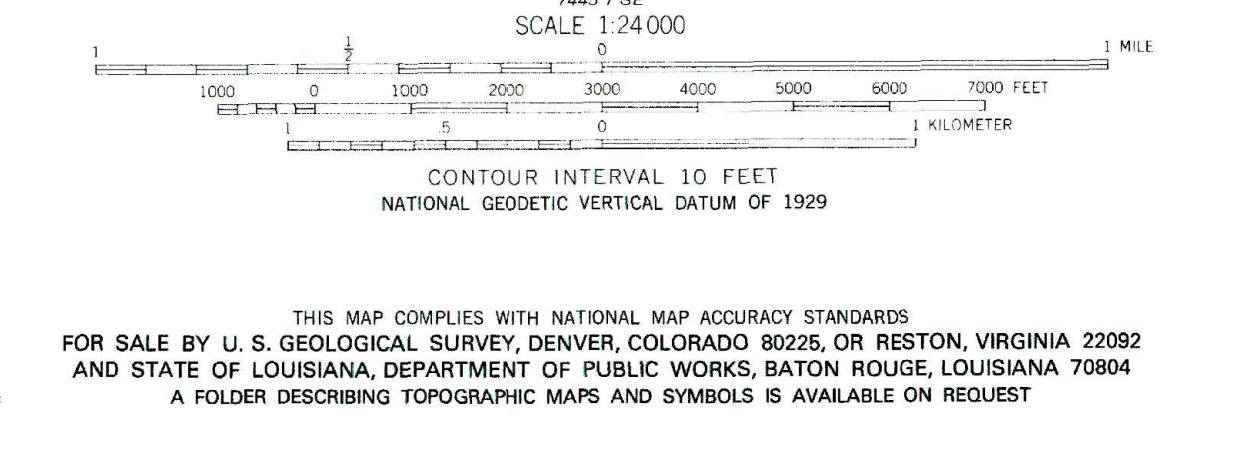 SCALE 1:24 000
1 1/2 0 1 MILE
1000 0 1000 2000 3000 4000 5000 6000 7000 FEET
1 .5 0 1 KILOMETER
CONTOUR INTERVAL 10 FEET
NATIONAL GEODETIC VERTICAL DATUM OF 1929
THIS MAP COMPLIES WITH NATIONAL MAP ACCURACY STANDARDS
FOR SALE BY U. S. GEOLOGICAL SURVEY, DENVER, COLORADO 80225, OR RESTON, VIRGINIA 22092
AND STATE OF LOUISIANA, DEPARTMENT OF PUBLIC WORKS, BATON ROUGE, LOUISIANA 70804
A FOLDER DESCRIBING TOPOGRAPHIC MAPS AND SYMBOLS IS AVAILABLE ON REQUEST